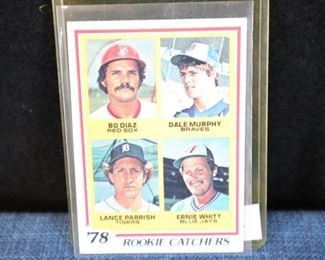 BO DIAZ
RED SOX
DALE MURPHY
BRAVES
LANCE PARRISH
TIGERS
ERNIE WHITT
BLUE JAYS
'78 ROOKIE CATCHERS